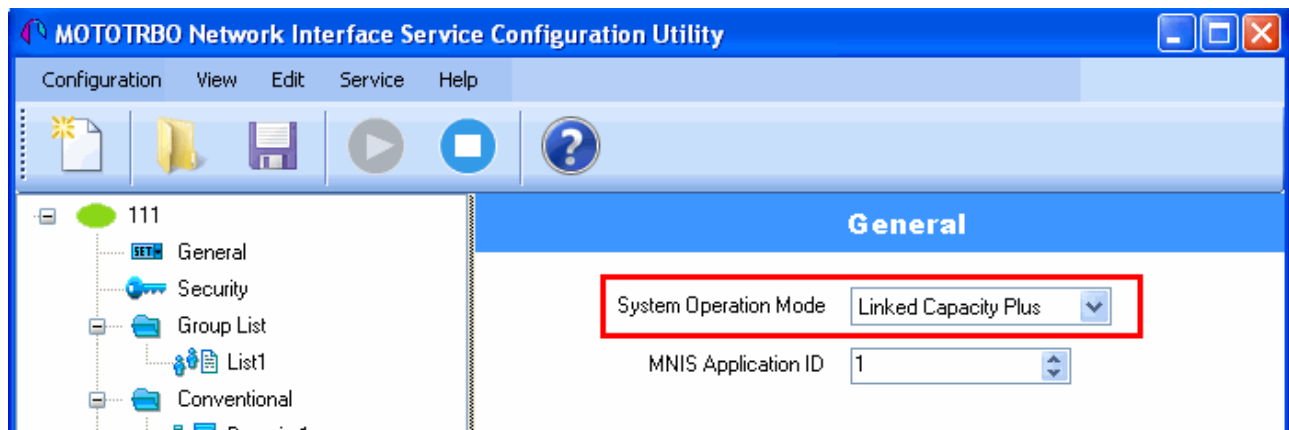 MOTOTRBO Network Interface Service Configuration Utility
Configuration View Edit Service Help
111
SET General
Security
Group List
List1
Conventional
General
System Operation Mode Linked Capacity Plus
MNIS Application ID 1